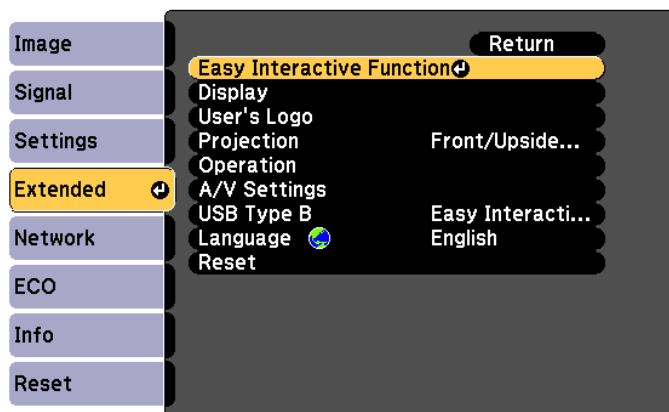 Image
Signal
Settings
Extended
Network
ECO
Info
Reset
Return
Easy Interactive Function
Display
User's Logo
Projection Front/Upside...
Operation
A/V Settings
USB Type B Easy Interacti...
Language English
Reset